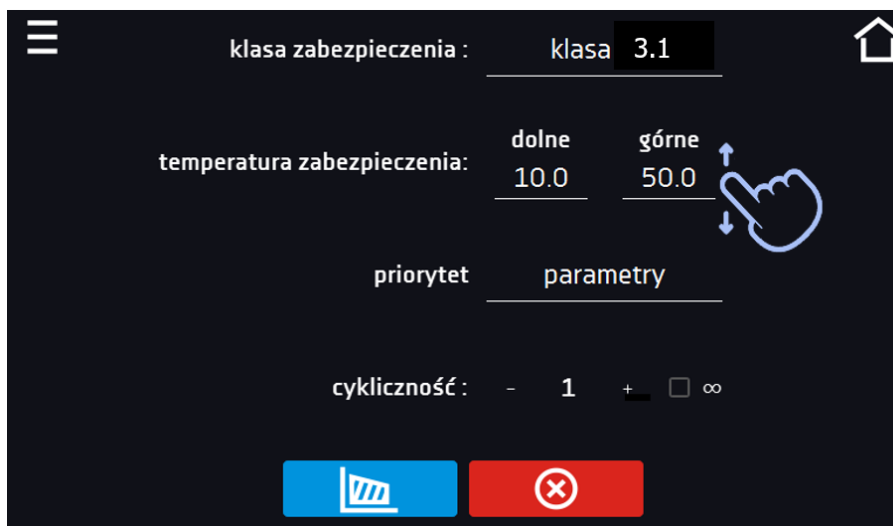 klasa zabezpieczenia : klasa 3.1
dolne górne
temperatura zabezpieczenia: 10.0 50.0
priorytet parametry
cykliczność : - 1 + ∞